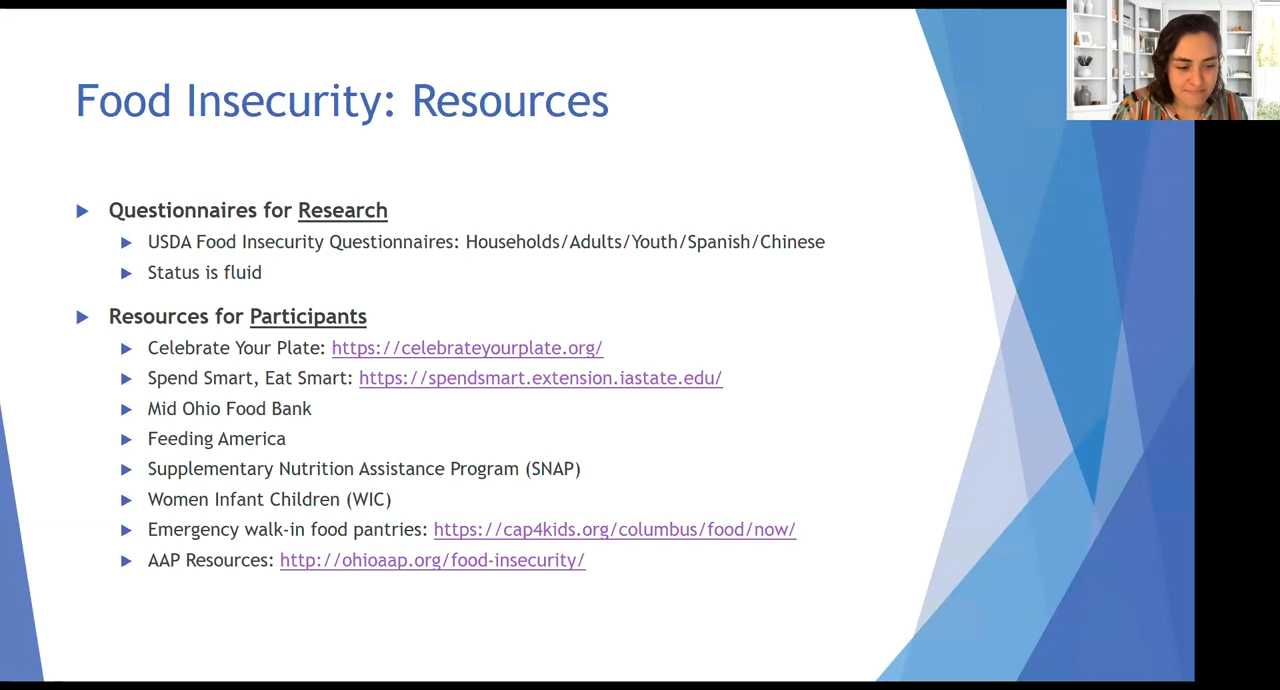 Food Insecurity: Resources
Questionnaires for Research
USDA Food Insecurity Questionnaires: Households/Adults/Youth/Spanish/Chinese
Status is fluid
Resources for Participants
Celebrate Your Plate: https://celebrateyourplate.org/
Spend Smart, Eat Smart: https://spendsmart.extension.iastate.edu/
Mid Ohio Food Bank
Feeding America
Supplementary Nutrition Assistance Program (SNAP)
Women Infant Children (WIC)
Emergency walk-in food pantries: https://cap4kids.org/columbus/food/now/
AAP Resources: http://ohioaap.org/food-insecurity/